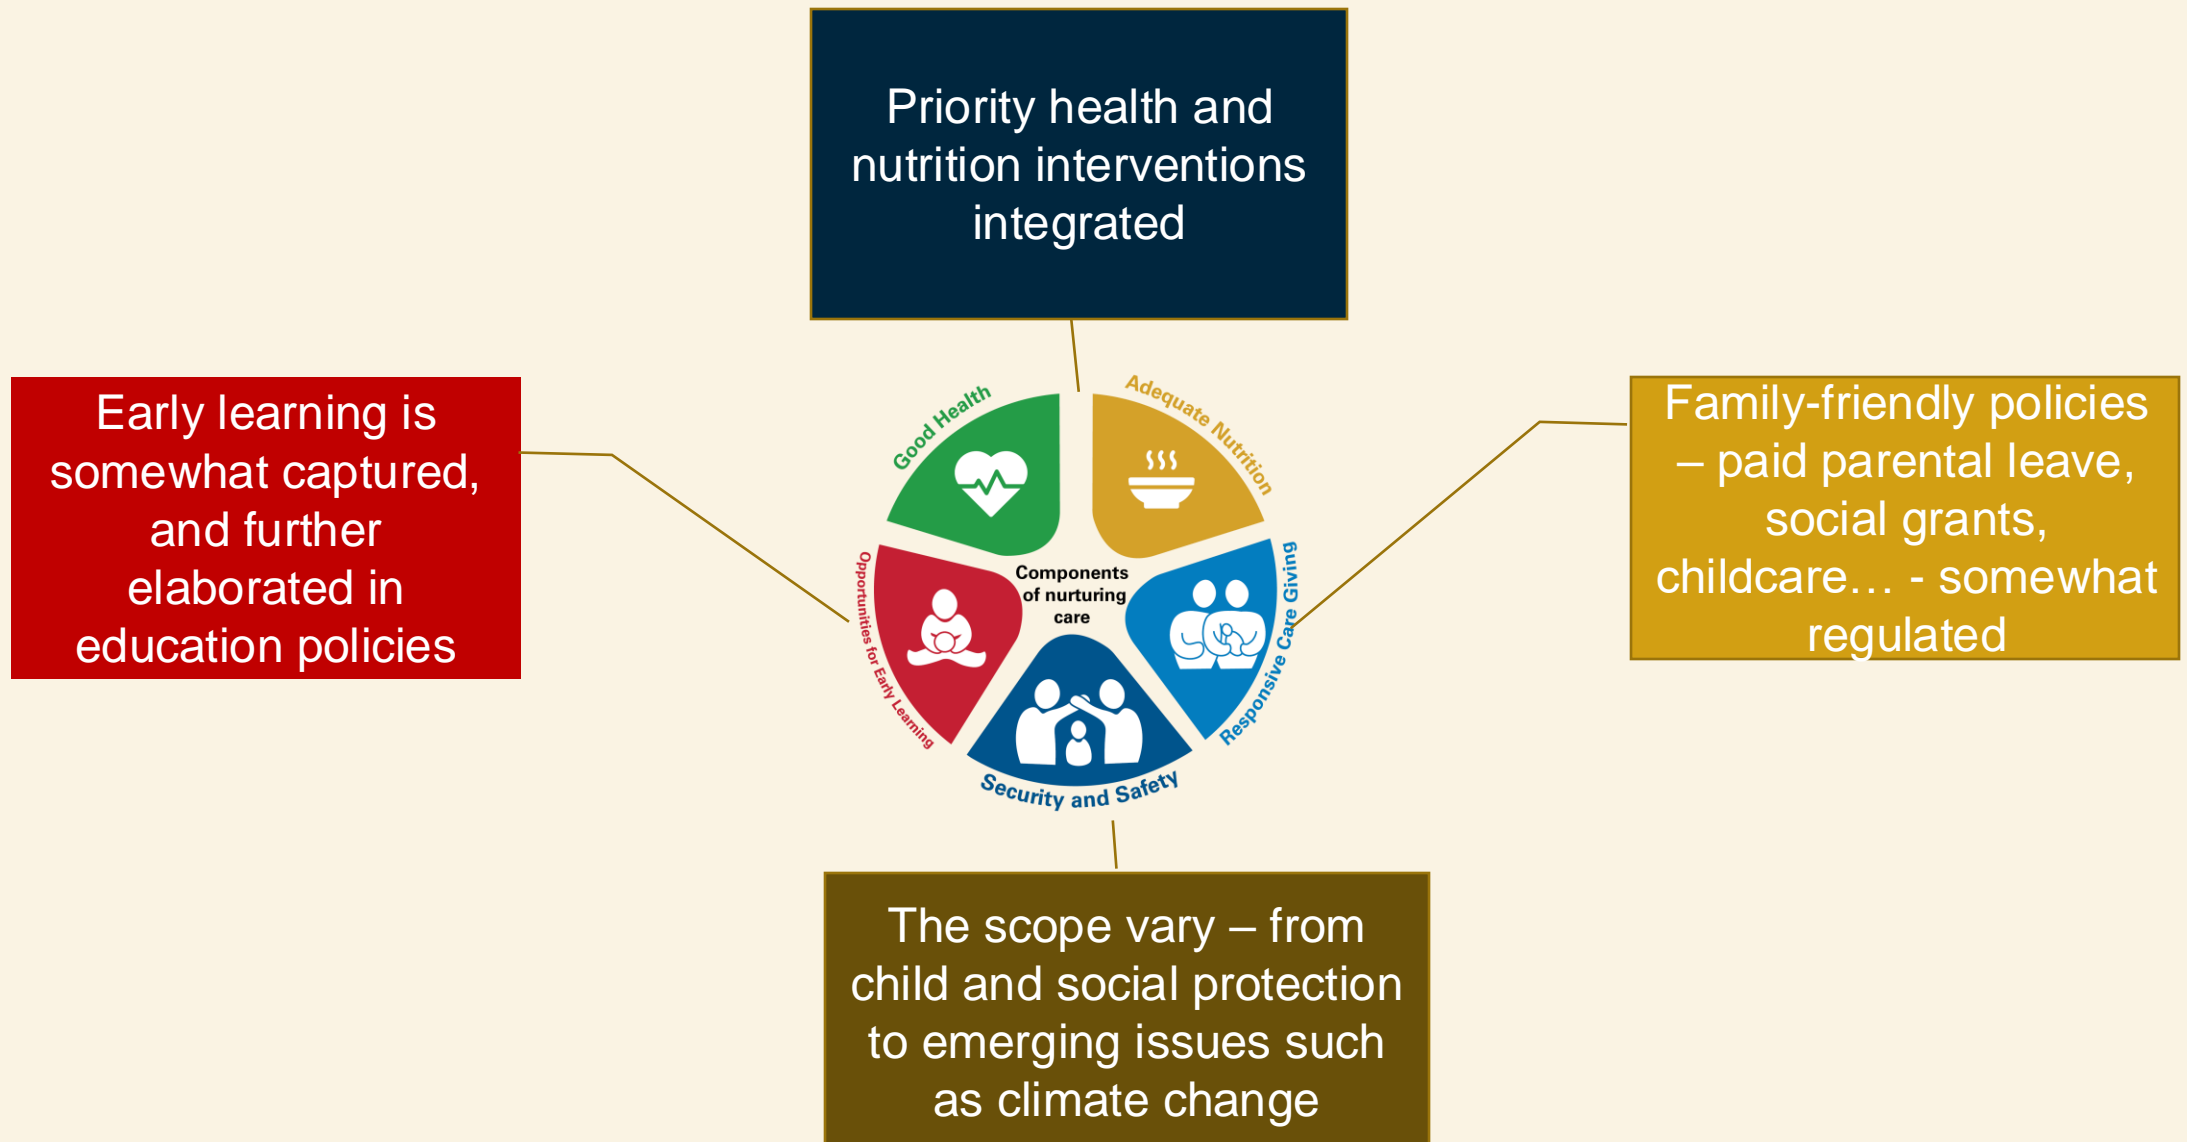 Priority health and
nutrition interventions
integrated
Early learning is
somewhat captured,
and further
elaborated in
education policies
Good Health
Adequate Nutrition
Opportunities for Early Learning
Components
of nurturing
care
Responsive Care Giving
Security and Safety
Family-friendly policies
– paid parental leave,
social grants,
childcare… - somewhat
regulated
The scope vary – from
child and social protection
to emerging issues such
as climate change